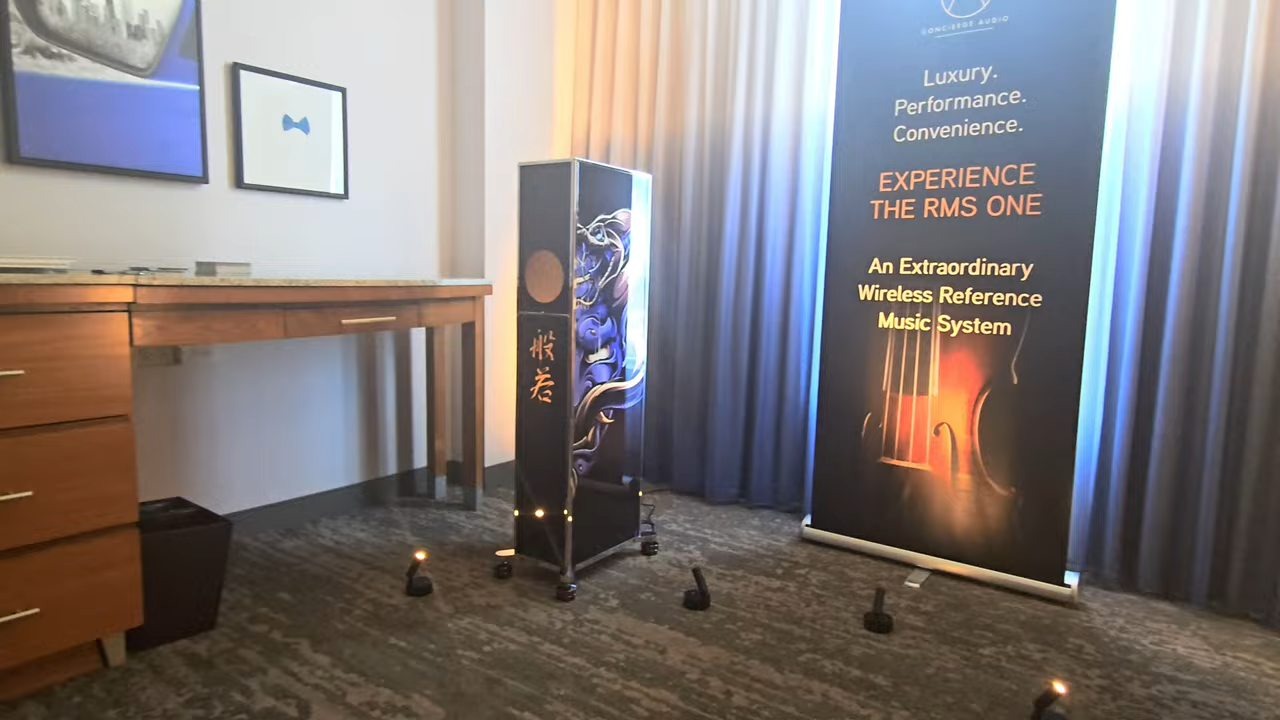 CONCIERGE AUDIO
Luxury.
Performance.
Convenience.
EXPERIENCE
THE RMS ONE
An Extraordinary
Wireless Reference
Music System
般
若